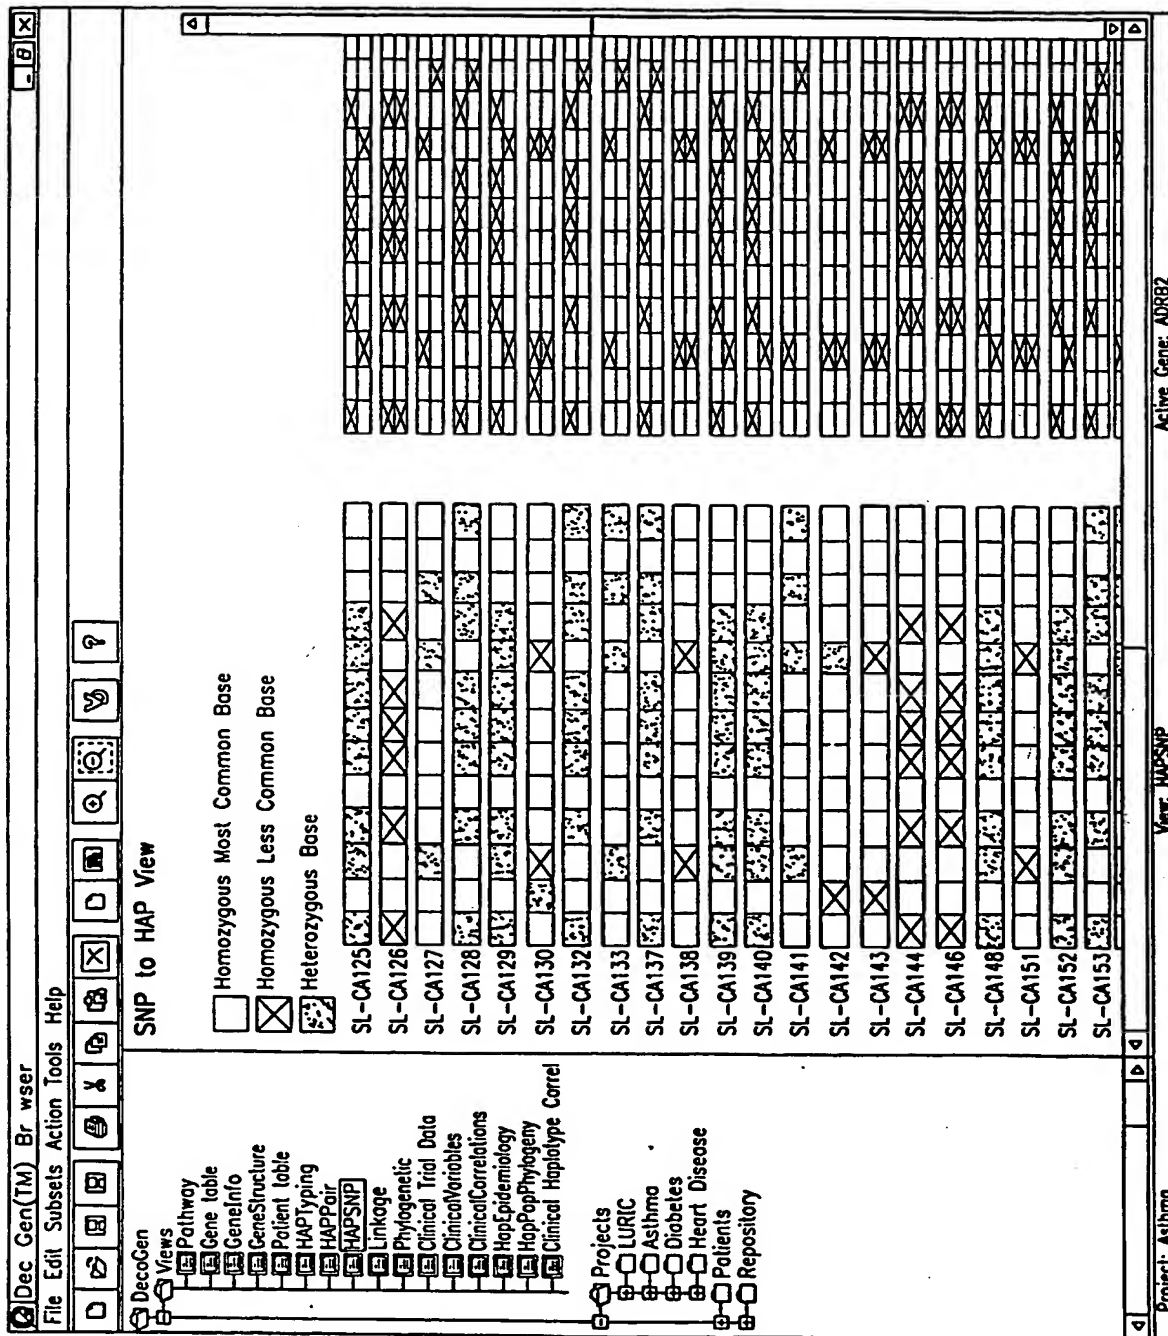 Dec Gen(TM) Br wser
File Edit Subsets Action Tools Help
DecoGen
Views
Pathway
Gene table
GeneInfo
GeneStructure
Patient table
HAPTyping
HAPPair
HAPSNP
Linkage
Phylogenetic
Clinical Trial Data
ClinicalVariables
ClinicalCorrelations
HapEpidemiology
HapPopPhylogeny
Clinical Haplotype Correl
Projects
LURIC
Asthma
Diabetes
Heart Disease
Patients
Repository
SNP to HAP View
Homozygous Most Common Base
Homozygous Less Common Base
Heterozygous Base
SL-CA125
SL-CA126
SL-CA127
SL-CA128
SL-CA129
SL-CA130
SL-CA132
SL-CA133
SL-CA137
SL-CA138
SL-CA139
SL-CA140
SL-CA141
SL-CA142
SL-CA143
SL-CA144
SL-CA146
SL-CA148
SL-CA151
SL-CA152
SL-CA153
Project: Asthma
View: HAPSNP
Active Gene: ADRB2